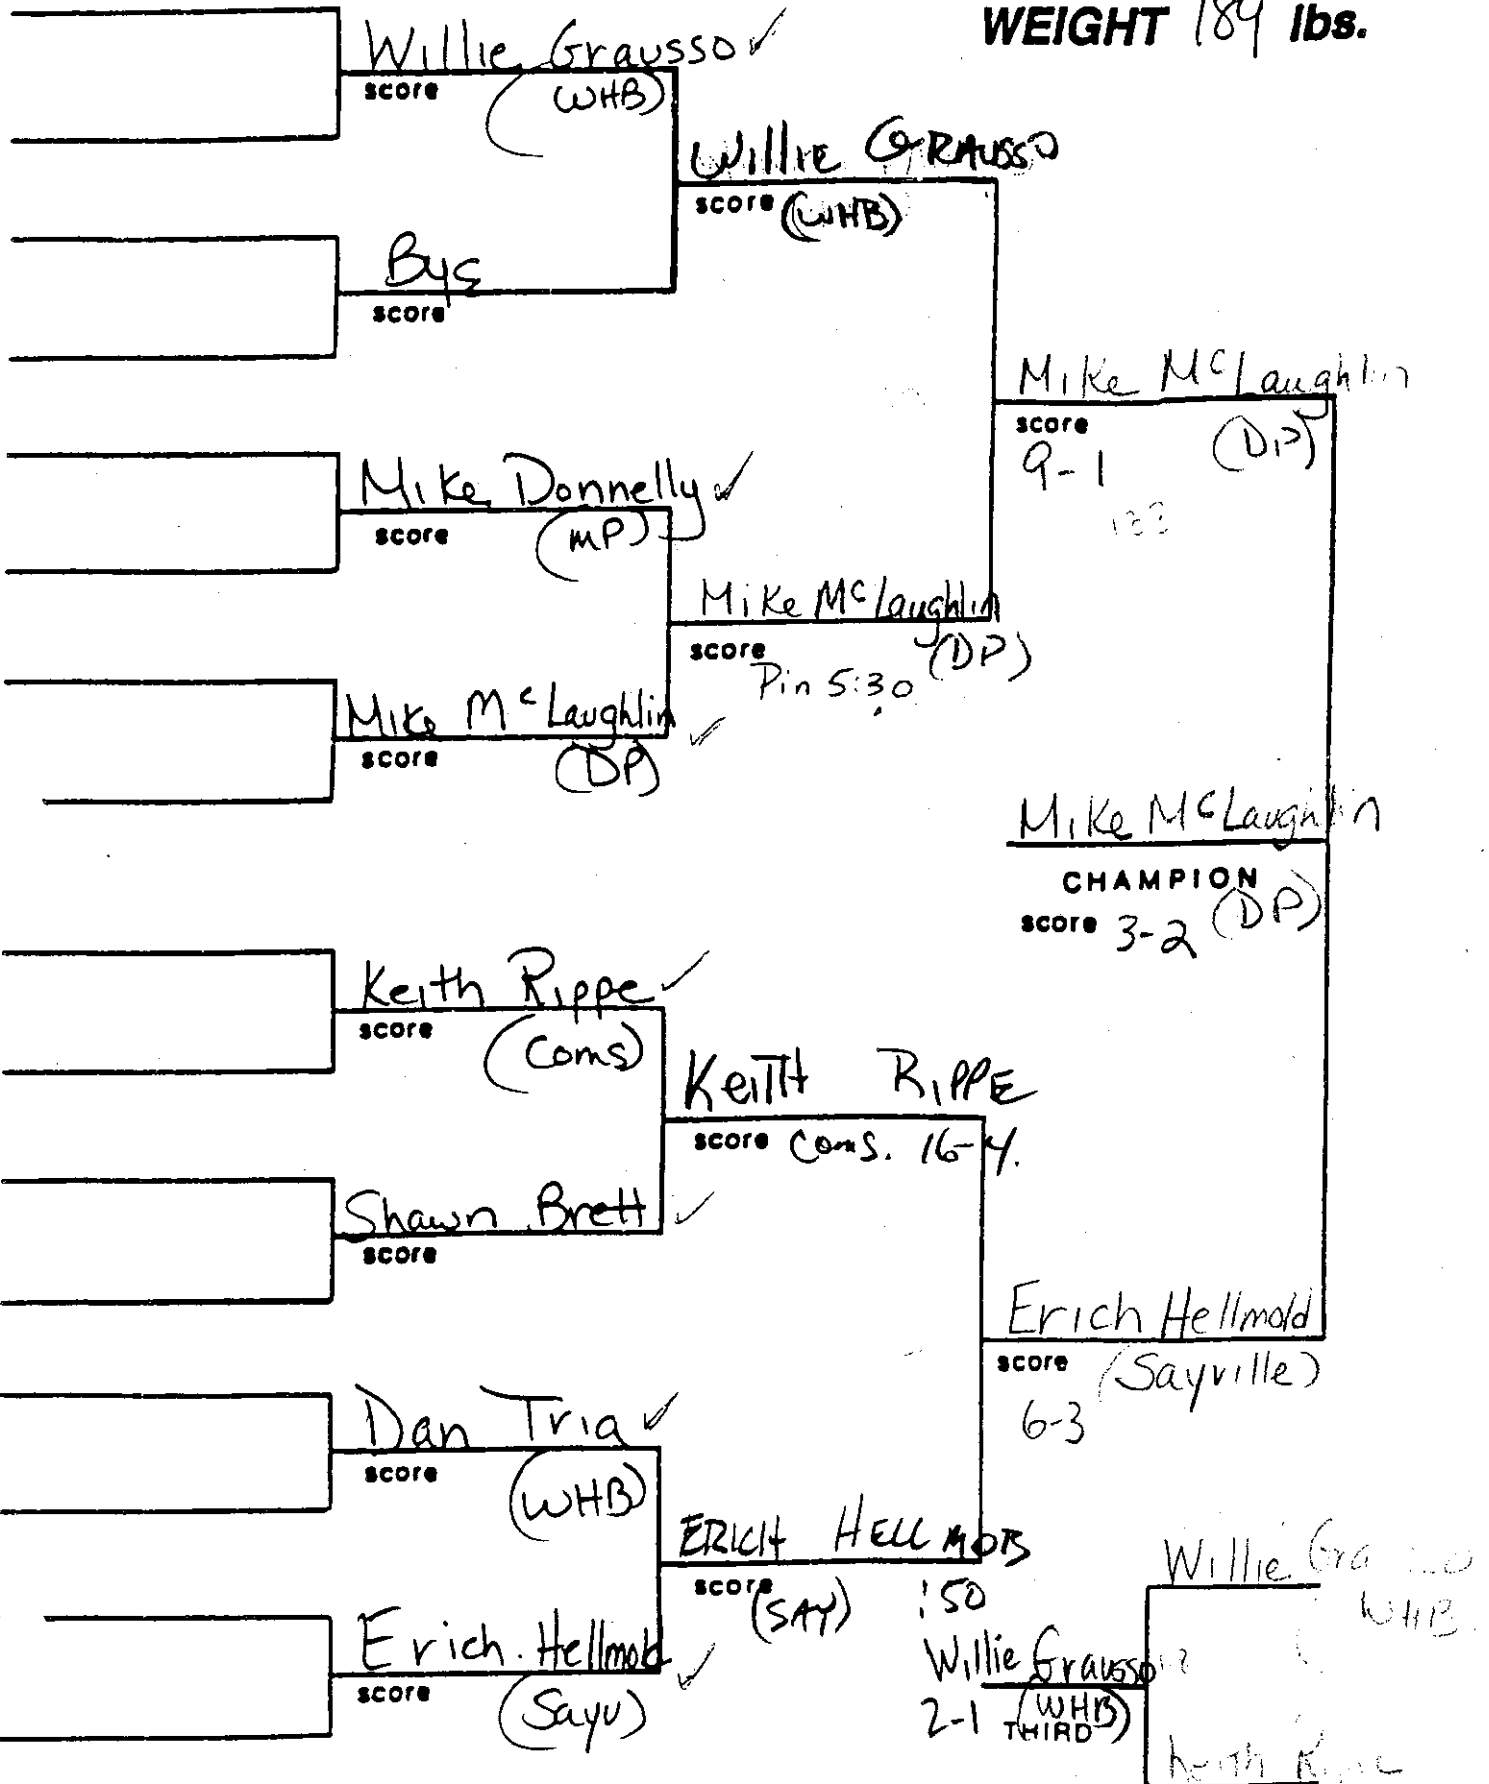 WEIGHT 189 lbs.
Willie Grausso ✓
score (WHB)
Willie GRAUSSO
score (WHB)
Bye
score
Mike McLaughlin
score (DP)
9-1
Mike Donnelly ✓
score (MP)
Mike McLaughlin
score (DP)
Pin 5:30
Mike McLaughlin ✓
score (DP)
Mike McLaughlin
CHAMPION
score 3-2 (DP)
Keith Rippe ✓
score (Coms)
KEITH RIPPE
score Coms. 16-4.
Shawn Brett ✓
score
Erich Hellmold
score (Sayville)
6-3
Dan Tria ✓
score (WHB)
ERICH HELLMOB
score (SAY) :50
Erich Hellmold ✓
score (Sayv)
Willie
WHB
Willie Grausso
2-1 (WHB)
THIRD
Keith